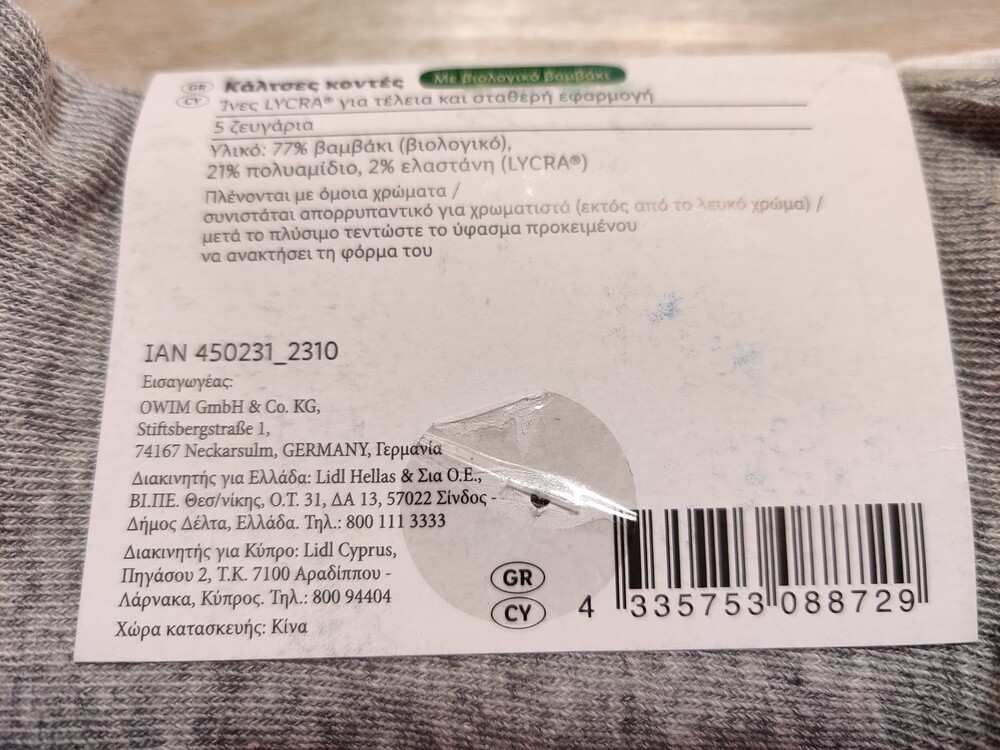 GR Κάλτσες κοντές Με βιολογικό βαμβάκι
CY Ίνες LYCRA® για τέλεια και σταθερή εφαρμογή
5 ζευγάρια
Υλικό: 77% βαμβάκι (βιολογικό),
21% πολυαμίδιο, 2% ελαστάνη (LYCRA®)
Πλένονται με όμοια χρώματα /
συνιστάται απορρυπαντικό για χρωματιστά (εκτός από το λευκό χρώμα) /
μετά το πλύσιμο τεντώστε το ύφασμα προκειμένου
να ανακτήσει τη φόρμα του
IAN 450231_2310
Εισαγωγέας:
OWIM GmbH & Co. KG,
Stiftsbergstraße 1,
74167 Neckarsulm, GERMANY, Γερμανία
Διακινητής για Ελλάδα: Lidl Hellas & Σια Ο.Ε.,
ΒΙ.ΠΕ. Θεσ/νίκης, Ο.Τ. 31, ΔΑ 13, 57022 Σίνδος -
Δήμος Δέλτα, Ελλάδα. Τηλ.: 800 111 3333
Διακινητής για Κύπρο: Lidl Cyprus,
Πηγάσου 2, Τ.Κ. 7100 Αραδίππου -
Λάρνακα, Κύπρος. Τηλ.: 800 94404
Χώρα κατασκευής: Κίνα
GR
CY
4 335753 088729